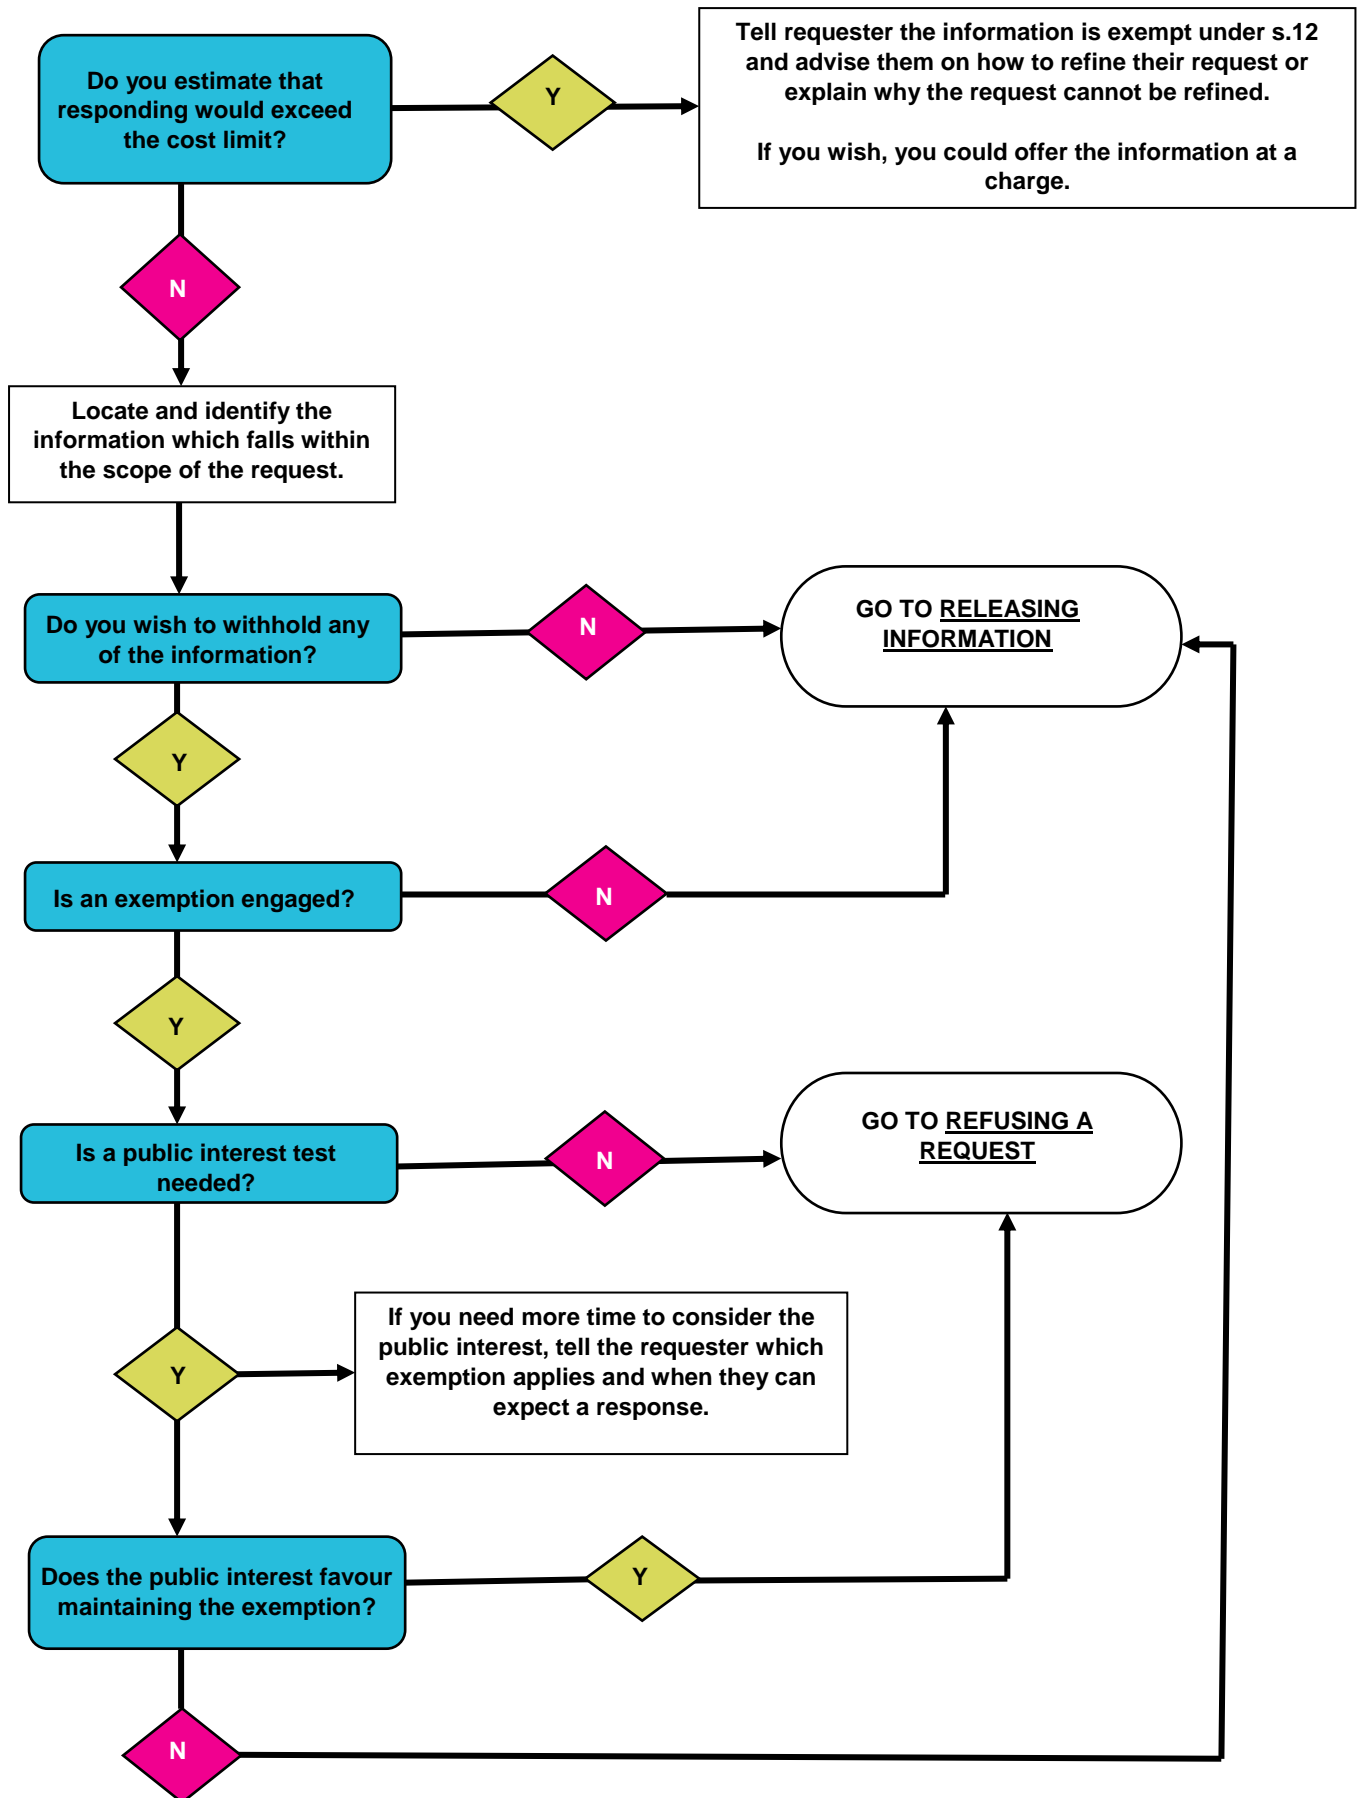 Do you estimate that
responding would exceed
the cost limit?
Y
Tell requester the information is exempt under s.12
and advise them on how to refine their request or
explain why the request cannot be refined.
If you wish, you could offer the information at a
charge.
N
Locate and identify the
information which falls within
the scope of the request.
Do you wish to withhold any
of the information?
N
GO TO RELEASING
INFORMATION
Y
Is an exemption engaged?
N
Y
Is a public interest test
needed?
N
GO TO REFUSING A
REQUEST
Y
If you need more time to consider the
public interest, tell the requester which
exemption applies and when they can
expect a response.
Does the public interest favour
maintaining the exemption?
Y
N